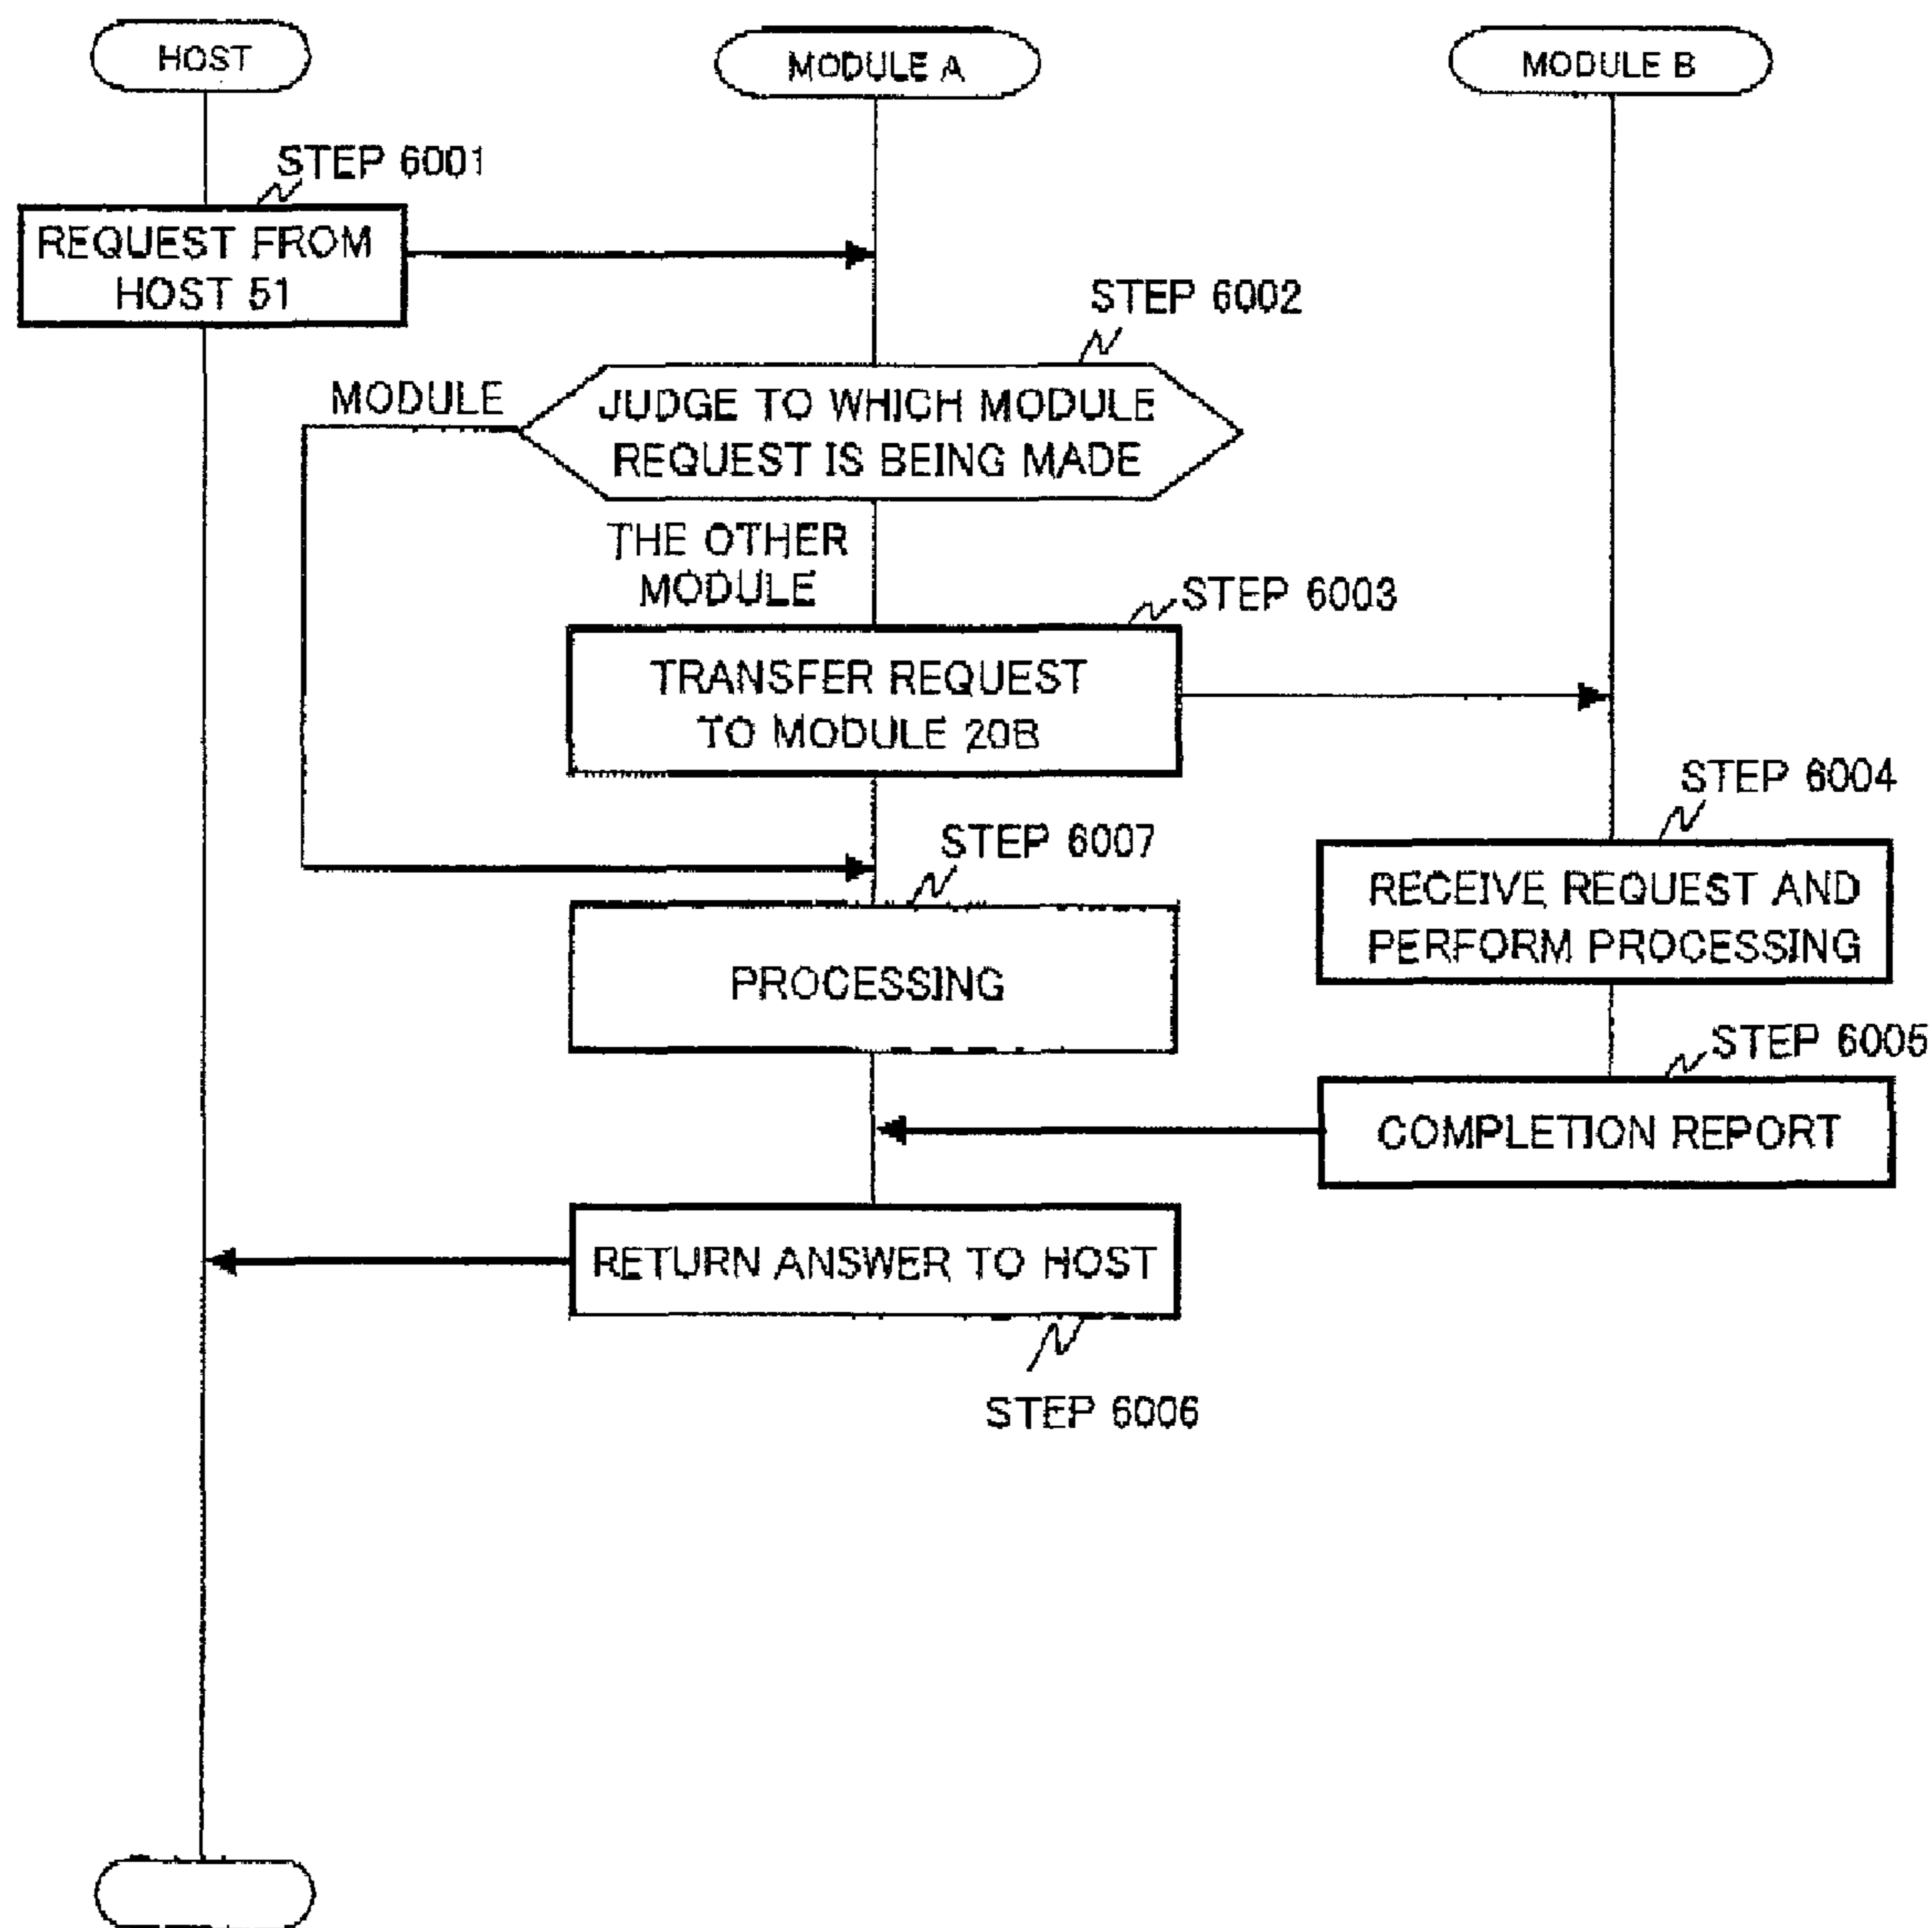 HOST
MODULE A
MODULE B
STEP 6001
REQUEST FROM
HOST 51
STEP 6002
MODULE
JUDGE TO WHICH MODULE
REQUEST IS BEING MADE
THE OTHER
MODULE
STEP 6003
TRANSFER REQUEST
TO MODULE 20B
STEP 6004
STEP 6007
RECEIVE REQUEST AND
PERFORM PROCESSING
PROCESSING
STEP 6005
COMPLETION REPORT
RETURN ANSWER TO HOST
STEP 6006